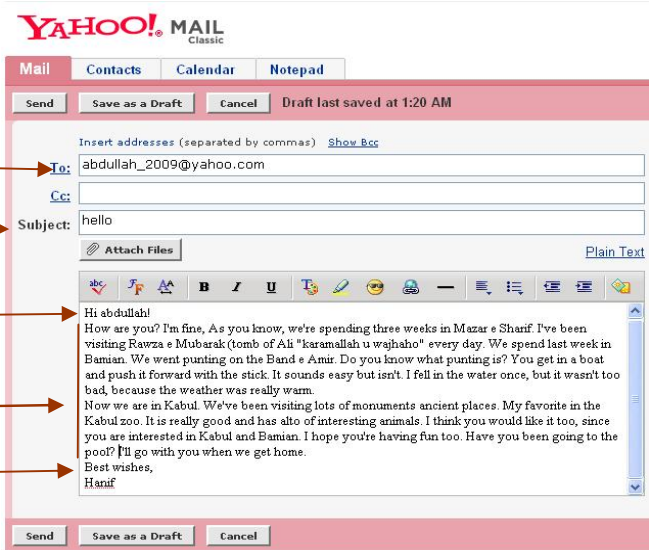 YAHOO!® MAIL
Classic
Mail Contacts Calendar Notepad
Send Save as a Draft Cancel Draft last saved at 1:20 AM
Insert addresses (separated by commas) Show Bcc
To: abdullah_2009@yahoo.com
Cc:
Subject: hello
Attach Files Plain Text
abc B I U
Hi abdullah!
How are you? I'm fine, As you know, we're spending three weeks in Mazar e Sharif. I've been
visiting Rawza e Mubarak (tomb of Ali "karamallah u wajhaho" every day. We spend last week in
Bamian. We went punting on the Band e Amir. Do you know what punting is? You get in a boat
and push it forward with the stick. It sounds easy but isn't. I fell in the water once, but it wasn't too
bad, because the weather was really warm.
Now we are in Kabul. We've been visiting lots of monuments ancient places. My favorite in the
Kabul zoo. It is really good and has alto of interesting animals. I think you would like it too, since
you are interested in Kabul and Bamian. I hope you're having fun too. Have you been going to the
pool? I'll go with you when we get home.
Best wishes,
Hanif
Send Save as a Draft Cancel